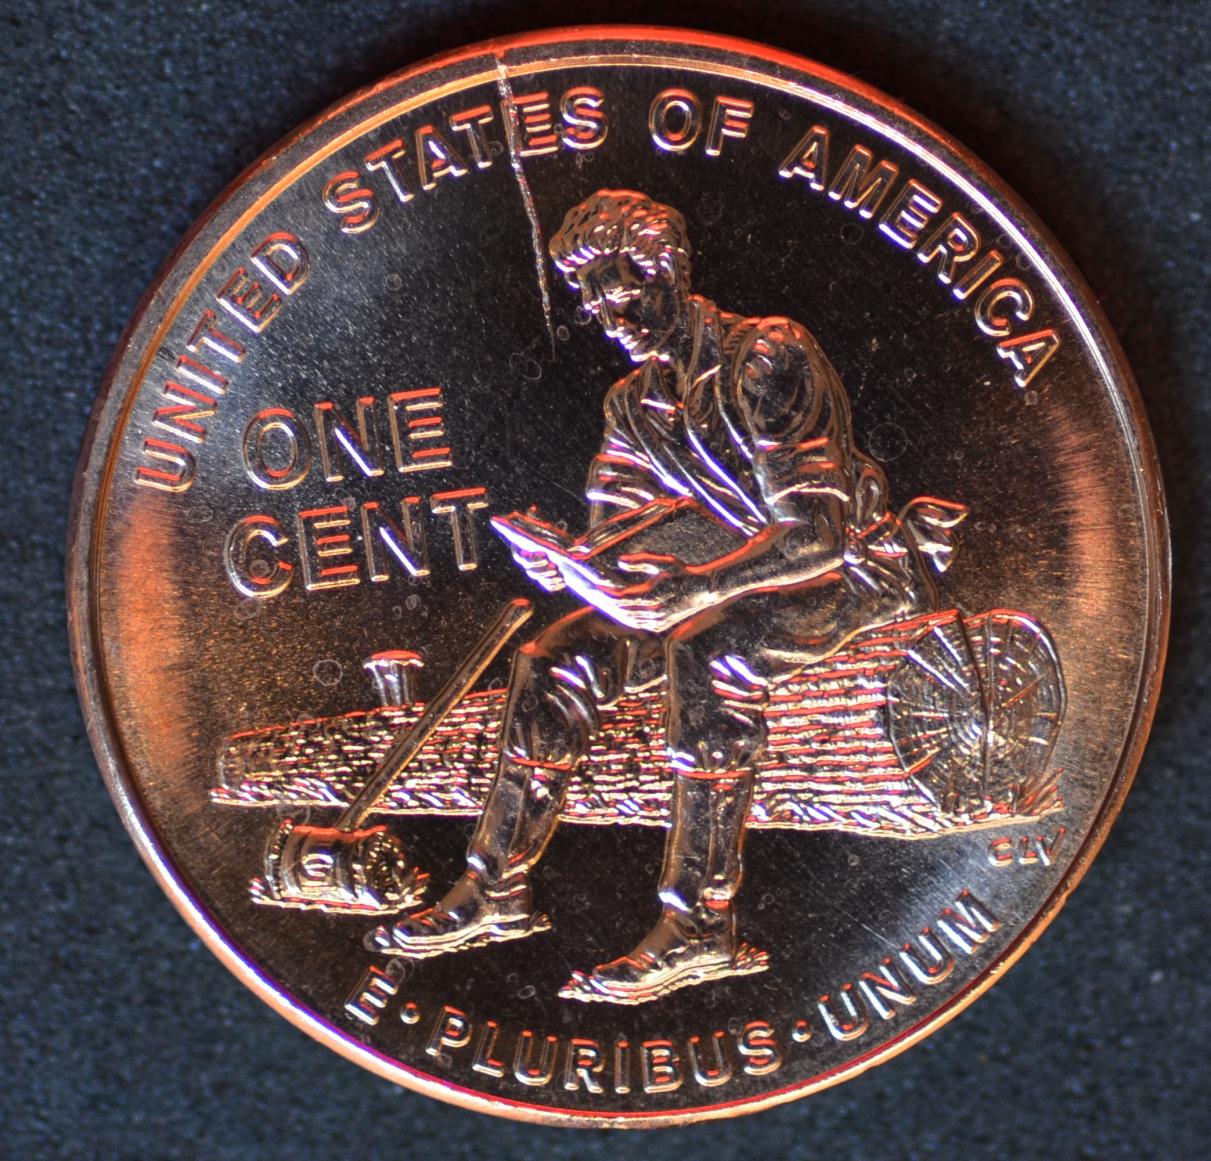 UNITED STATES OF AMERICA
ONE
CENT
CLV
E • PLURIBUS • UNUM